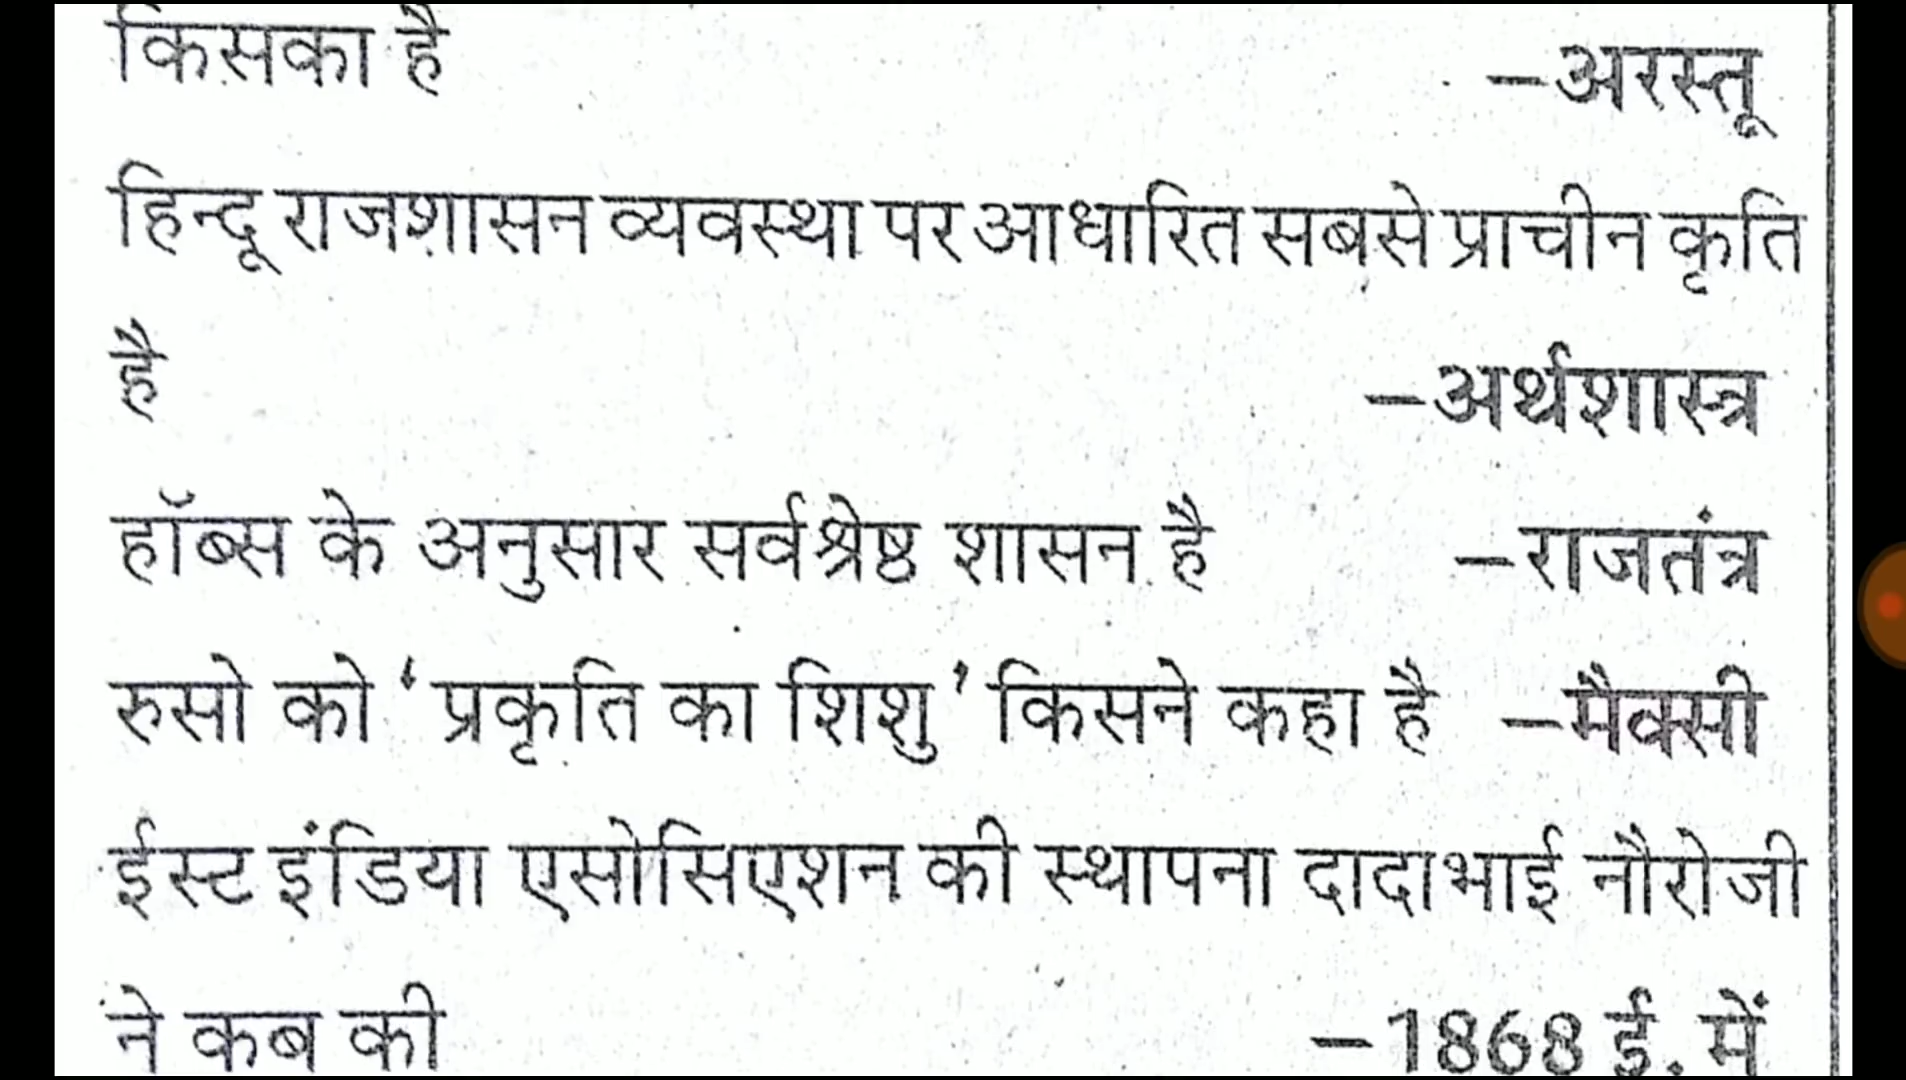 किसका है –अरस्तू
हिन्दू राजशासन व्यवस्था पर आधारित सबसे प्राचीन कृति
है –अर्थशास्त्र
हॉब्स के अनुसार सर्वश्रेष्ठ शासन है –राजतंत्र
रुसो को ‘प्रकृति का शिशु’ किसने कहा है –मैक्सी
ईस्ट इंडिया एसोसिएशन की स्थापना दादाभाई नौरोजी
ने कब की –1868 ई. में